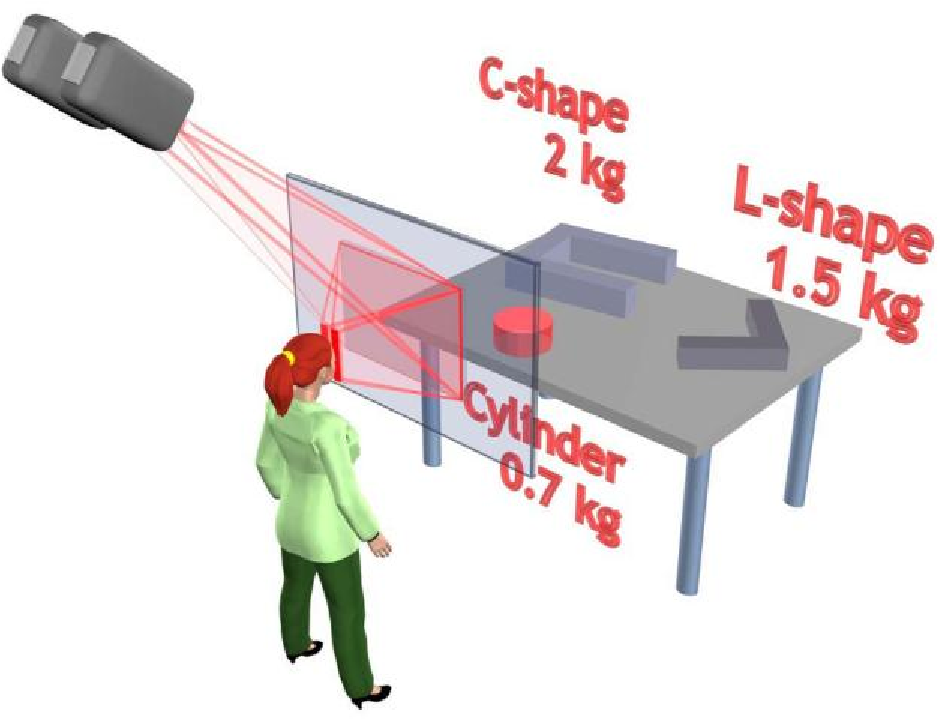 C-shape
2 kg
L-shape
1.5 kg
Cylinder
0.7 kg